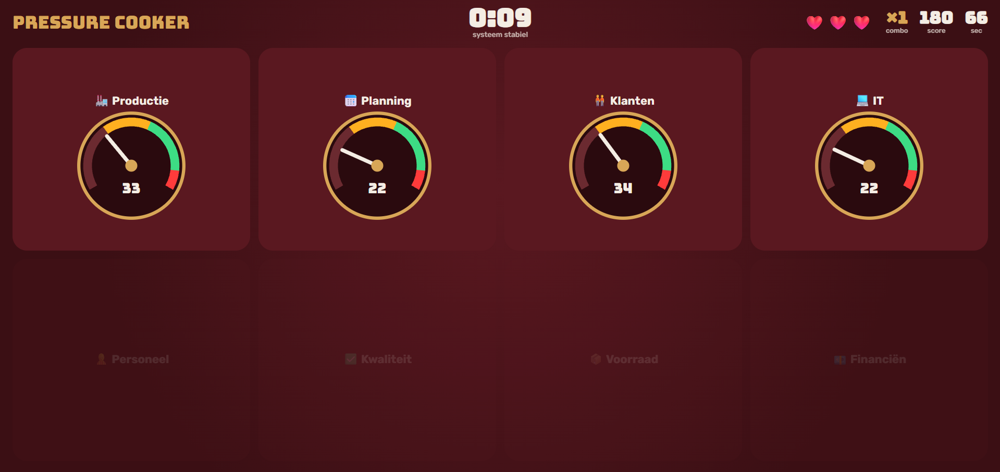 PRESSURE COOKER
0:09
systeem stabiel
×1
combo
180
score
66
sec
Productie
33
Planning
22
Klanten
34
IT
22
Personeel
Kwaliteit
Voorraad
Financiën